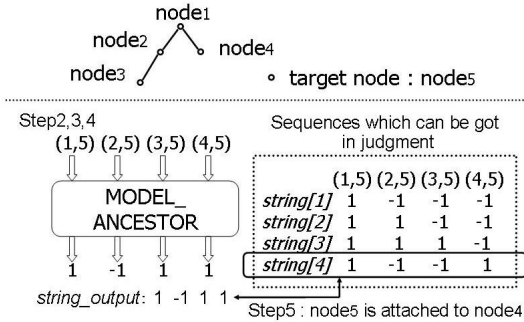 node1
node2
node4
node3
target node : node5
Step2,3,4
(1,5) (2,5) (3,5) (4,5)
MODEL_
ANCESTOR
1 -1 1 1
string_output: 1 -1 1 1
Sequences which can be got
in judgment
(1,5) (2,5) (3,5) (4,5)
string[1] 1 -1 -1 -1
string[2] 1 1 -1 -1
string[3] 1 1 1 -1
string[4] 1 -1 -1 1
Step5 : node5 is attached to node4